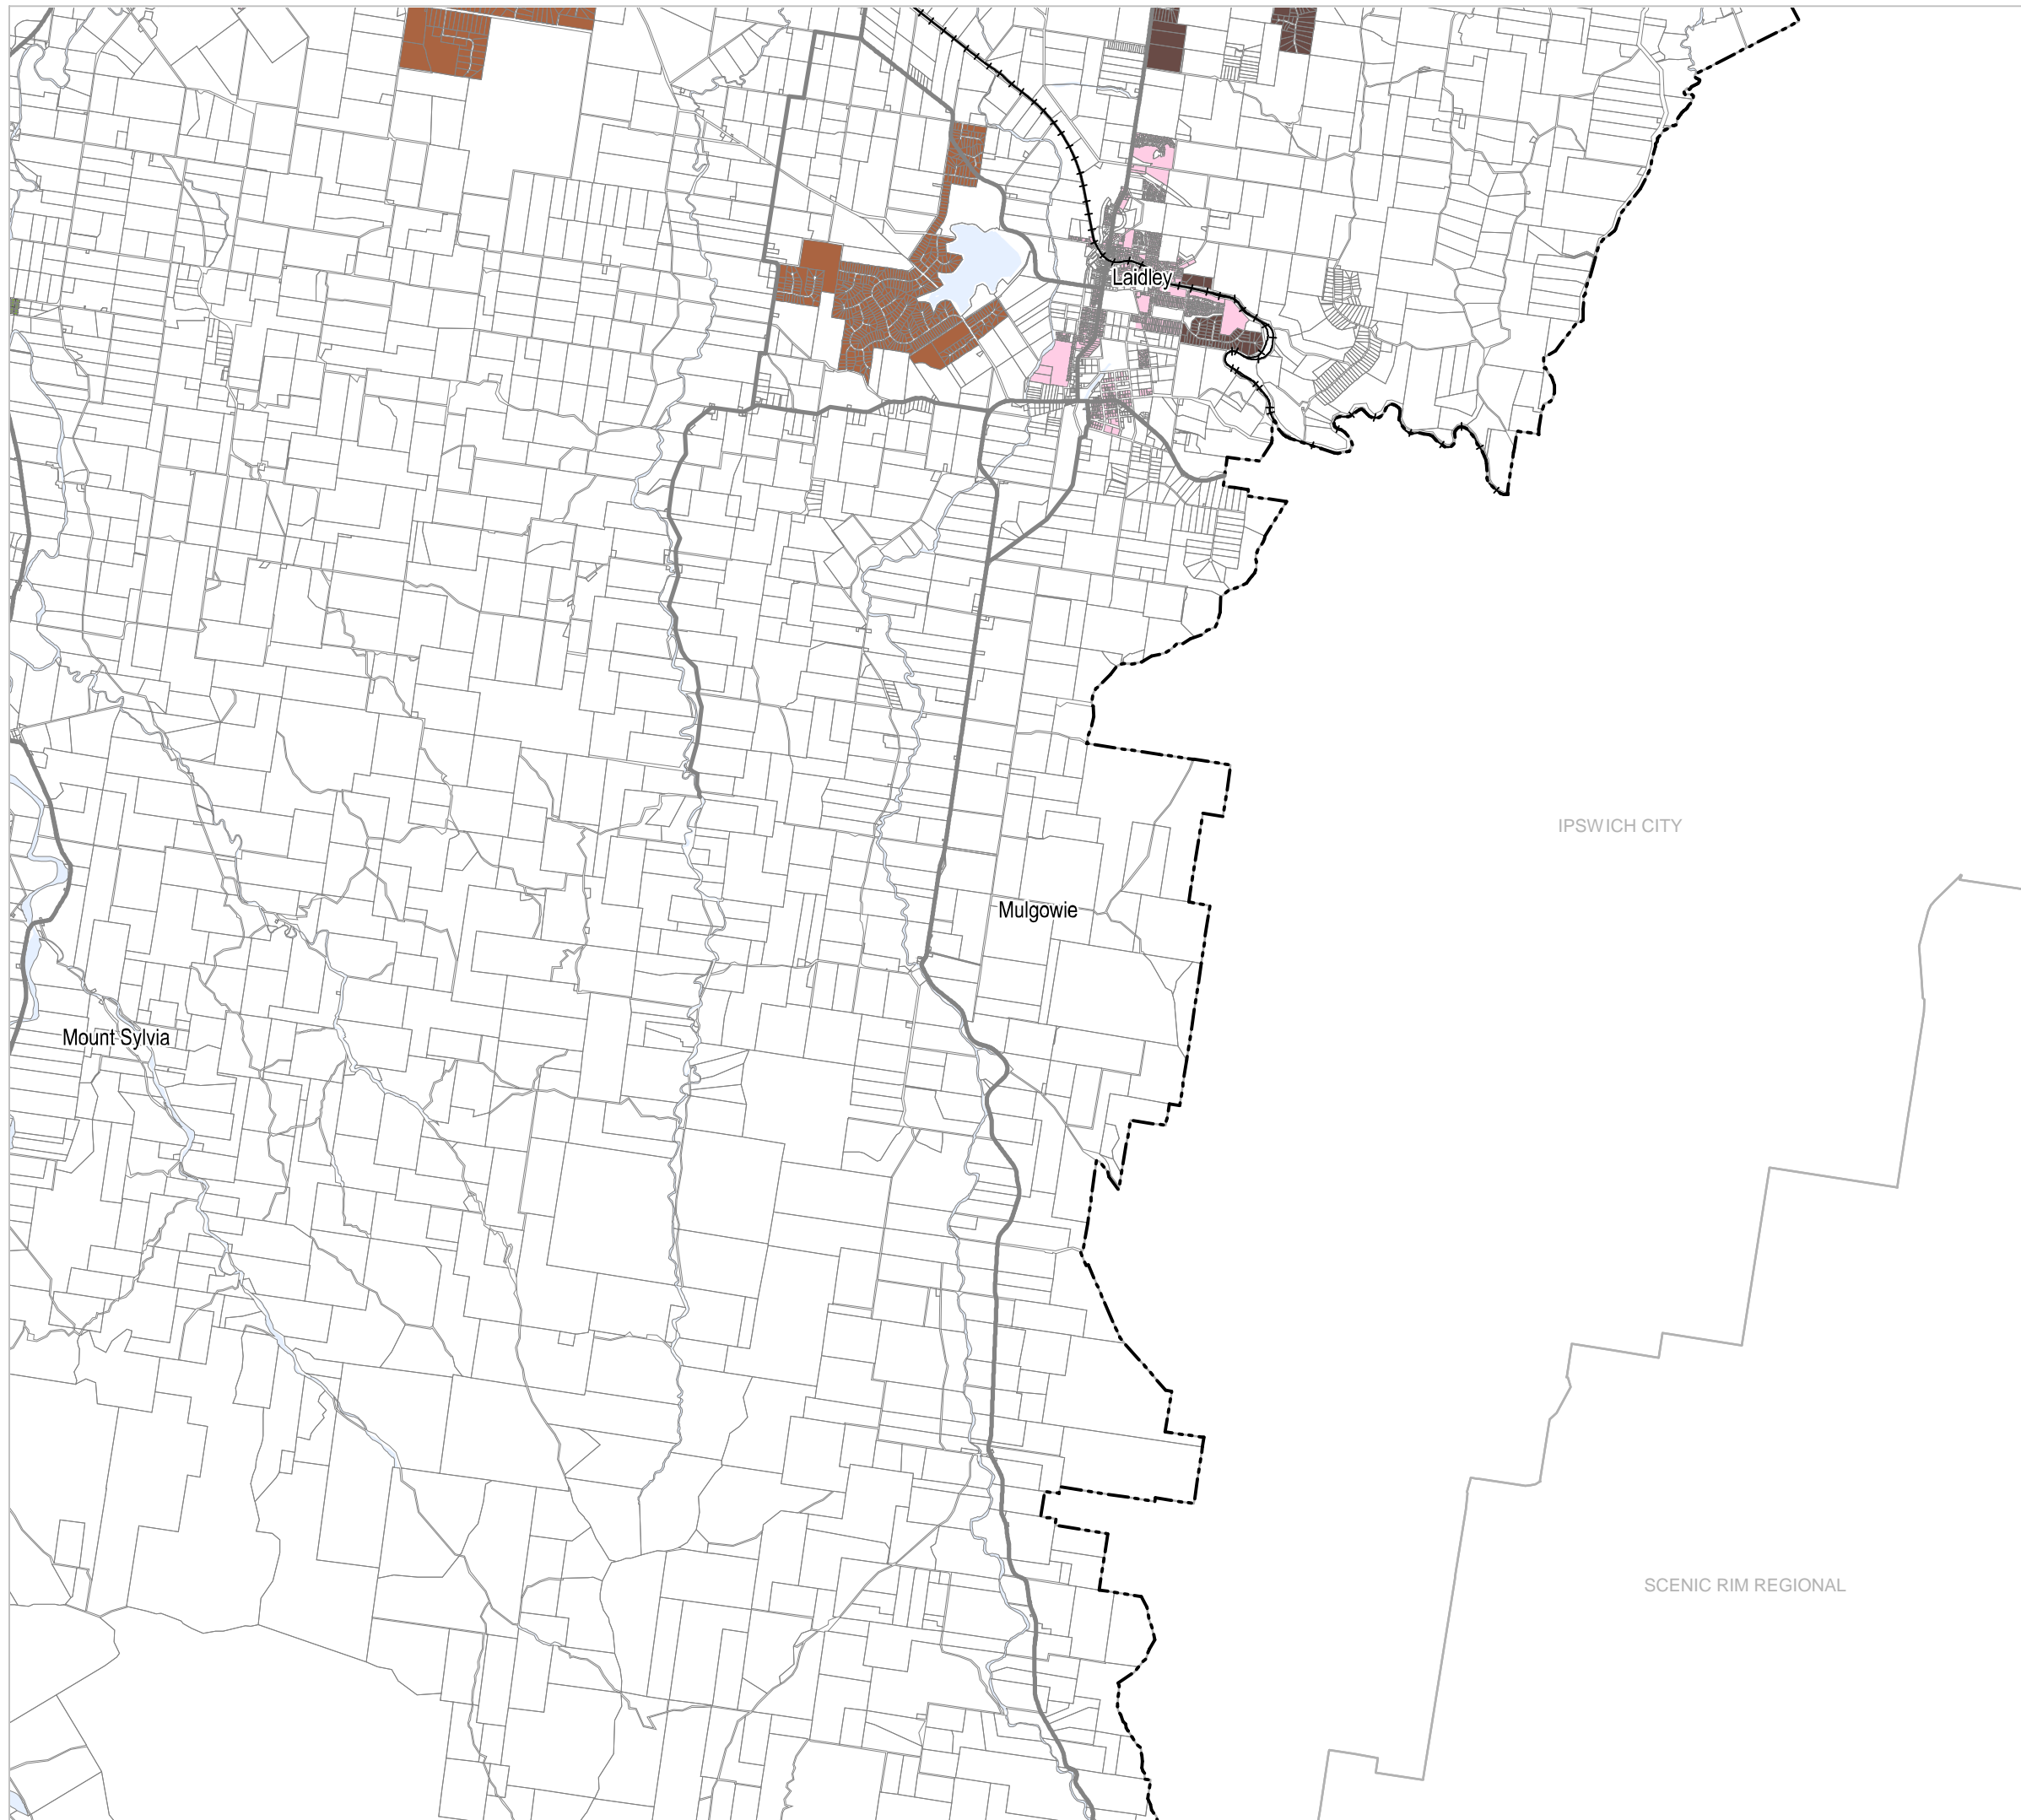 Laidley
IPSWICH CITY
Mulgowie
Mount Sylvia
SCENIC RIM REGIONAL